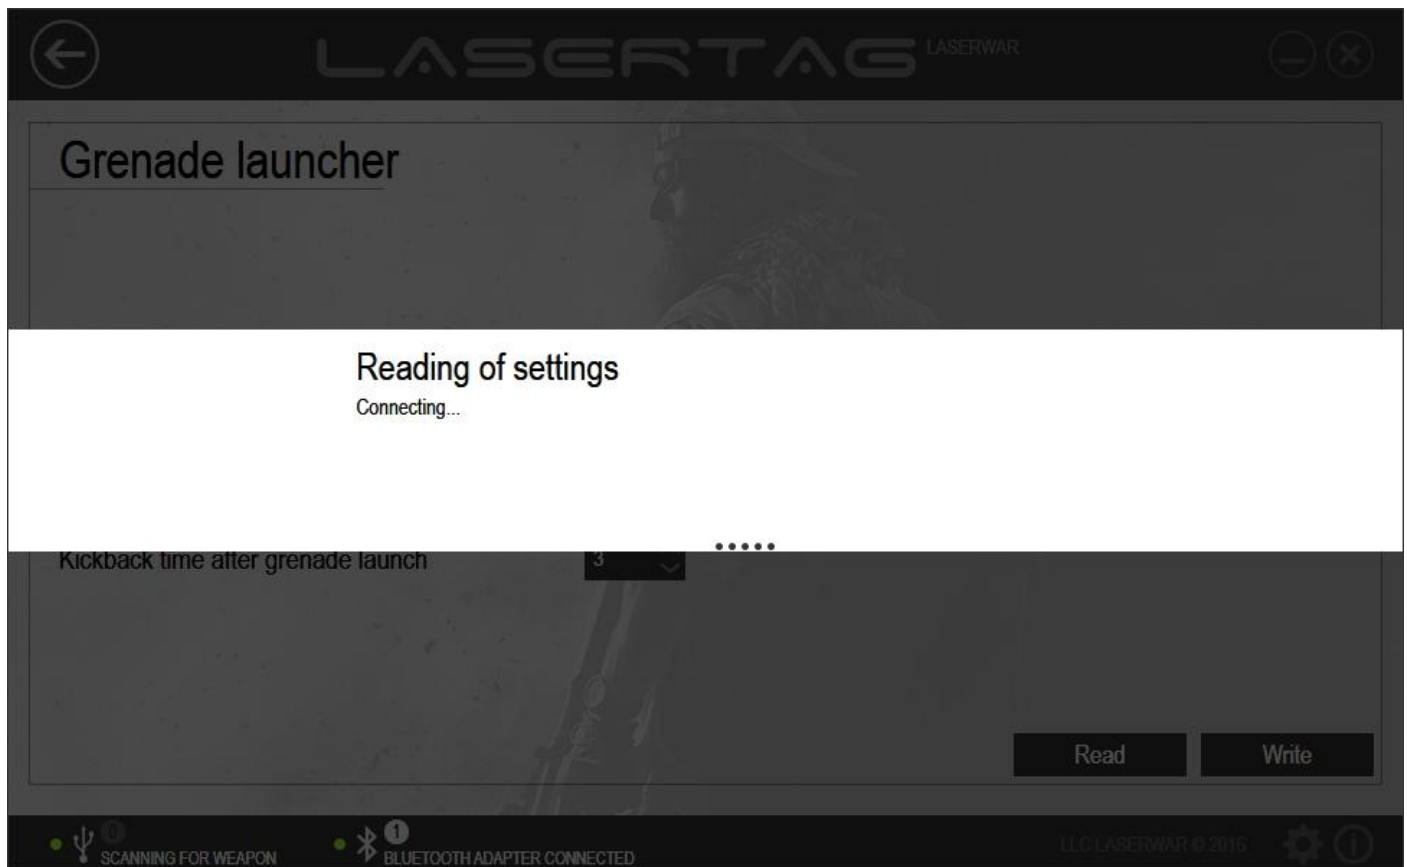 LASERTAG LASERWAR
Grenade launcher
Reading of settings
Connecting...
Kickback time after grenade launch 3
Read Write
0 1
SCANNING FOR WEAPON BLUETOOTH ADAPTER CONNECTED LLC LASERWAR © 2016